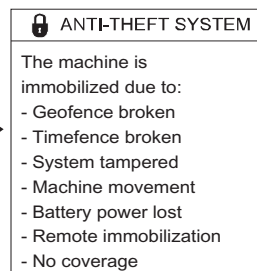 ANTI-THEFT SYSTEM
The machine is
immobilized due to:
- Geofence broken
- Timefence broken
- System tampered
- Machine movement
- Battery power lost
- Remote immobilization
- No coverage